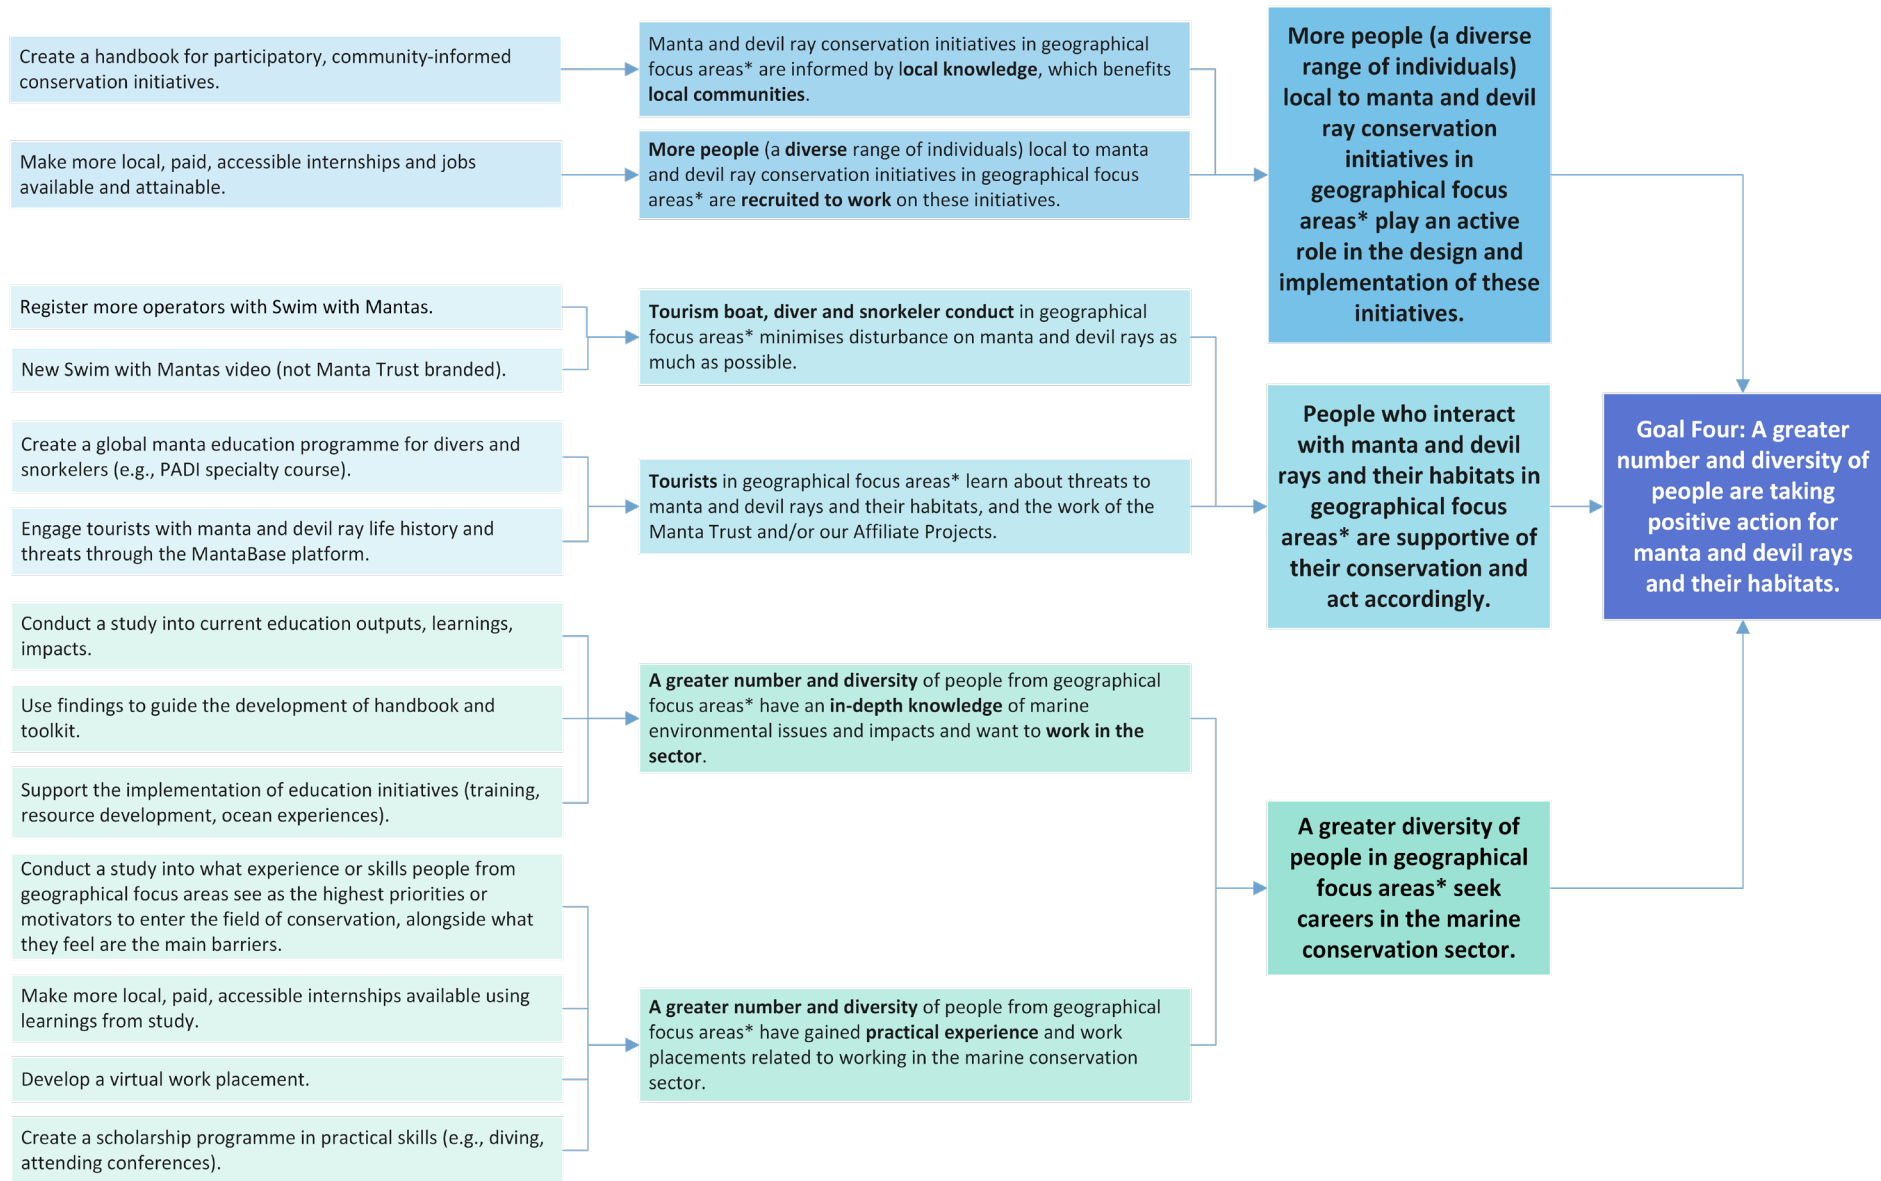 Create a handbook for participatory, community-informed
conservation initiatives.
Make more local, paid, accessible internships and jobs
available and attainable.
Register more operators with Swim with Mantas.
New Swim with Mantas video (not Manta Trust branded).
Create a global manta education programme for divers and
snorkelers (e.g., PADI specialty course).
Engage tourists with manta and devil ray life history and
threats through the MantaBase platform.
Conduct a study into current education outputs, learnings,
impacts.
Use findings to guide the development of handbook and
toolkit.
Support the implementation of education initiatives (training,
resource development, ocean experiences).
Conduct a study into what experience or skills people from
geographical focus areas see as the highest priorities or
motivators to enter the field of conservation, alongside what
they feel are the main barriers.
Make more local, paid, accessible internships available using
learnings from study.
Develop a virtual work placement.
Create a scholarship programme in practical skills (e.g., diving,
attending conferences).
Manta and devil ray conservation initiatives in geographical
focus areas* are informed by local knowledge, which benefits
local communities.
More people (a diverse range of individuals) local to manta
and devil ray conservation initiatives in geographical focus
areas* are recruited to work on these initiatives.
Tourism boat, diver and snorkeler conduct in geographical
focus areas* minimises disturbance on manta and devil rays as
much as possible.
Tourists in geographical focus areas* learn about threats to
manta and devil rays and their habitats, and the work of the
Manta Trust and/or our Affiliate Projects.
A greater number and diversity of people from geographical
focus areas* have an in-depth knowledge of marine
environmental issues and impacts and want to work in the
sector.
A greater number and diversity of people from geographical
focus areas* have gained practical experience and work
placements related to working in the marine conservation
sector.
More people (a diverse
range of individuals)
local to manta and devil
ray conservation
initiatives in
geographical focus
areas* play an active
role in the design and
implementation of these
initiatives.
People who interact
with manta and devil
rays and their habitats in
geographical focus
areas* are supportive of
their conservation and
act accordingly.
A greater diversity of
people in geographical
focus areas* seek
careers in the marine
conservation sector.
Goal Four: A greater
number and diversity of
people are taking
positive action for
manta and devil rays
and their habitats.